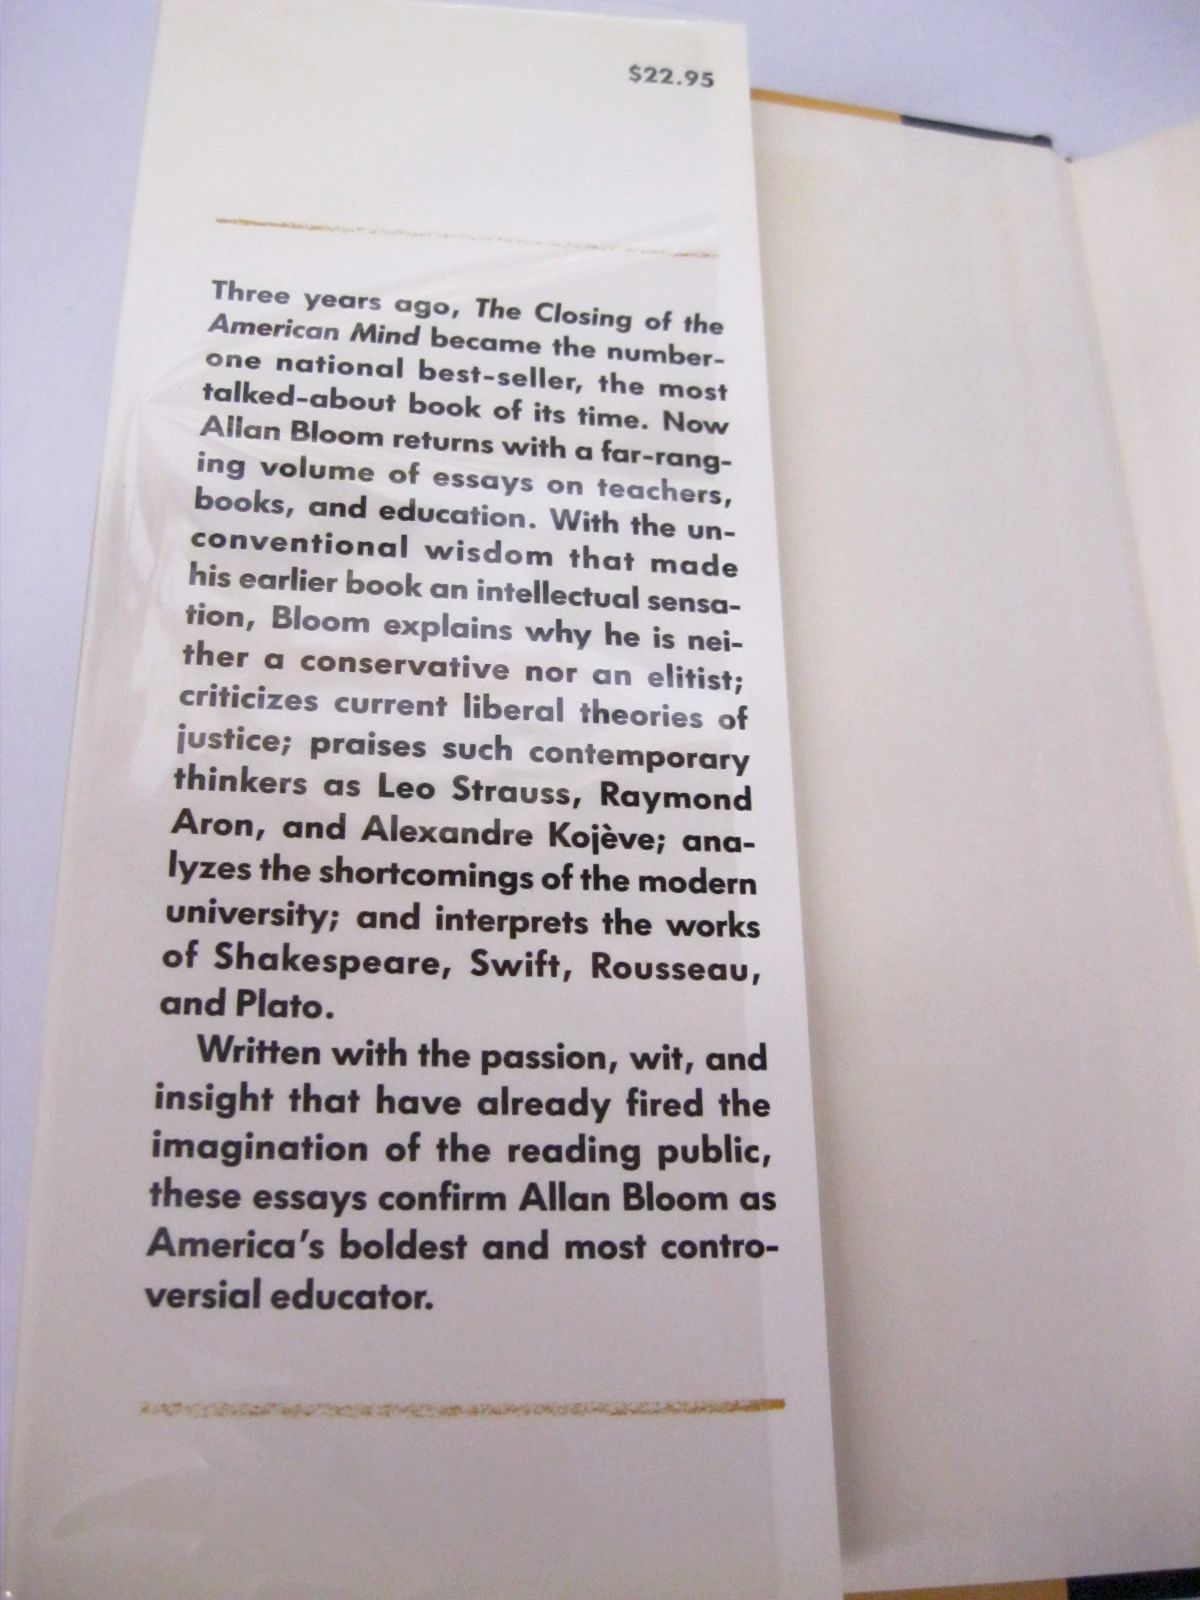 $22.95
Three years ago, The Closing of the
American Mind became the number-
one national best-seller, the most
talked-about book of its time. Now
Allan Bloom returns with a far-rang-
ing volume of essays on teachers,
books, and education. With the un-
conventional wisdom that made
his earlier book an intellectual sensa-
tion, Bloom explains why he is nei-
ther a conservative nor an elitist;
criticizes current liberal theories of
justice; praises such contemporary
thinkers as Leo Strauss, Raymond
Aron, and Alexandre Kojève; ana-
lyzes the shortcomings of the modern
university; and interprets the works
of Shakespeare, Swift, Rousseau,
and Plato.
Written with the passion, wit, and
insight that have already fired the
imagination of the reading public,
these essays confirm Allan Bloom as
America's boldest and most contro-
versial educator.